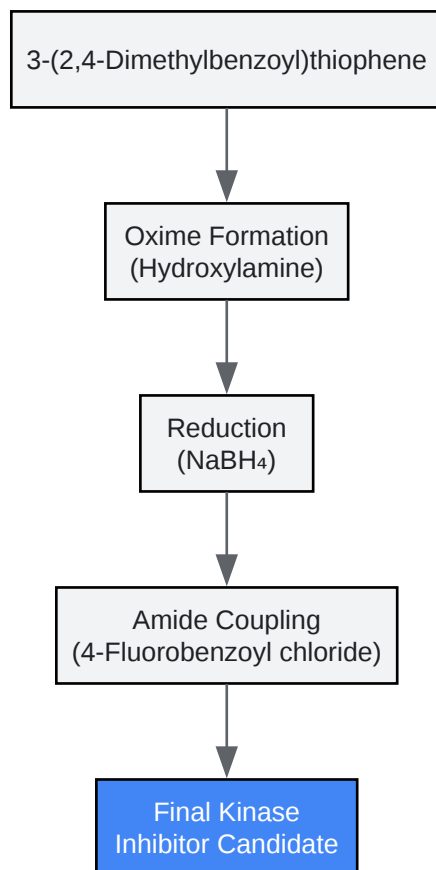 3-(2,4-Dimethylbenzoyl)thiophene
Oxime Formation
(Hydroxylamine)
Reduction
(NaBH₄)
Amide Coupling
(4-Fluorobenzoyl chloride)
Final Kinase
Inhibitor Candidate